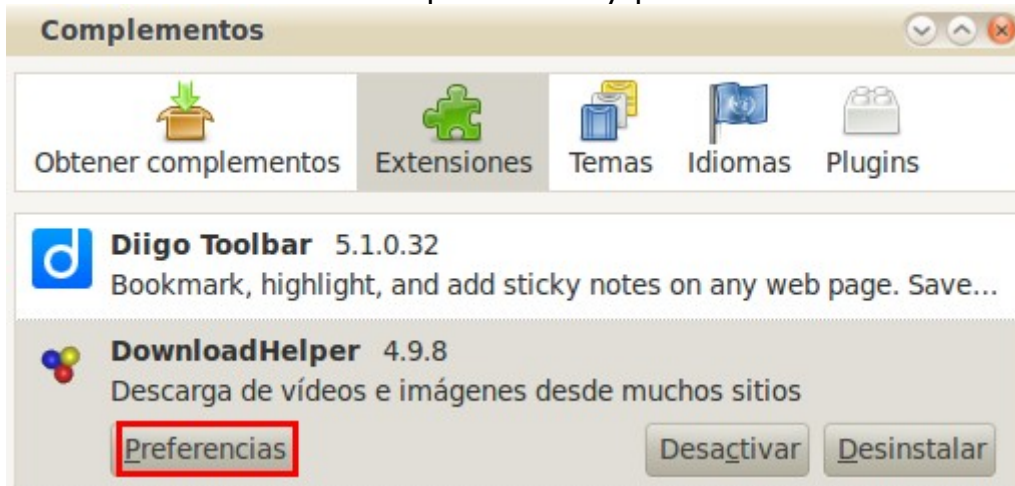 Complementos
Obtener complementos Extensiones Temas Idiomas Plugins
Diigo Toolbar 5.1.0.32
Bookmark, highlight, and add sticky notes on any web page. Save...
DownloadHelper 4.9.8
Descarga de vídeos e imágenes desde muchos sitios
Preferencias Desactivar Desinstalar